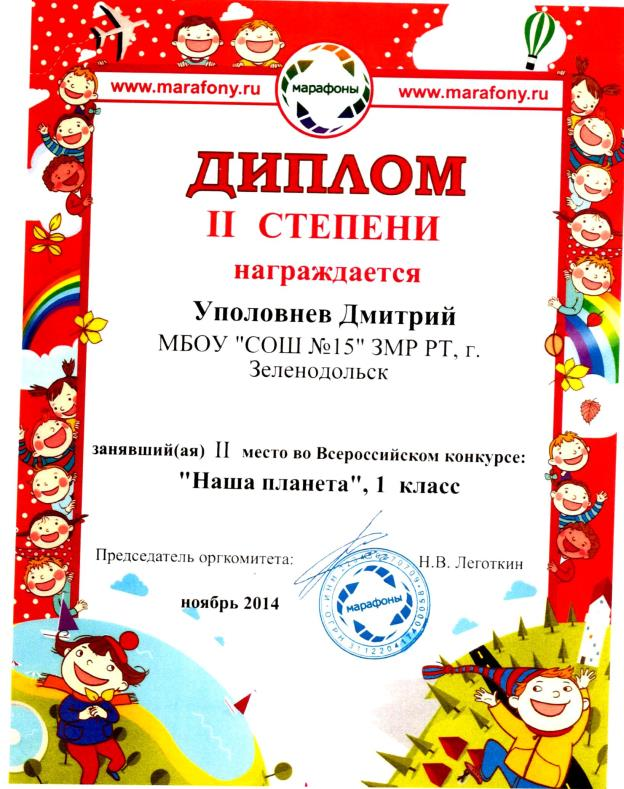 www.marafony.ru
марафоны
www.marafony.ru
ДИПЛОМ
II СТЕПЕНИ
награждается
Уполовнев Дмитрий
МБОУ "СОШ №15" ЗМР РТ, г.
Зеленодольск
занявший(ая) II место во Всероссийском конкурсе:
"Наша планета", 1 класс
Председатель оргкомитета:
Н.В. Леготкин
ноябрь 2014
марафоны